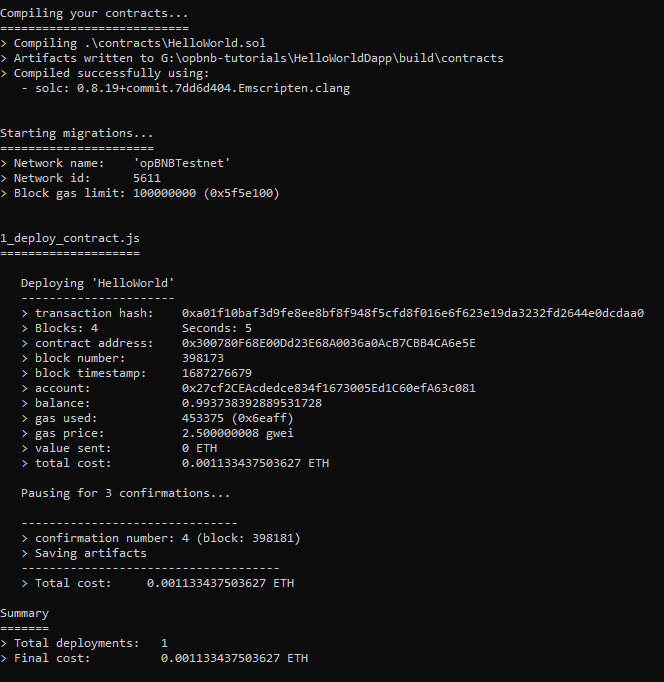 Compiling your contracts...
===========================
> Compiling .\contracts\HelloWorld.sol
> Artifacts written to G:\opbnb-tutorials\HelloWorldDapp\build\contracts
> Compiled successfully using:
   - solc: 0.8.19+commit.7dd6d404.Emscripten.clang
Starting migrations...
======================
> Network name:    'opBNBTestnet'
> Network id:      5611
> Block gas limit: 100000000 (0x5f5e100)
1_deploy_contract.js
====================
   Deploying 'HelloWorld'
   ----------------------
   > transaction hash:    0xa01f10baf3d9fe8ee8bf8f948f5cfd8f016e6f623e19da3232fd2644e0dcdaa0
   > Blocks: 4            Seconds: 5
   > contract address:    0x300780F68E00Dd23E68A0036a0AcB7CBB4CA6e5E
   > block number:        398173
   > block timestamp:     1687276679
   > account:             0x27cf2CEAcdedce834f1673005Ed1C60efA63c081
   > balance:             0.993738392889531728
   > gas used:            453375 (0x6eaff)
   > gas price:           2.500000008 gwei
   > value sent:          0 ETH
   > total cost:          0.001133437503627 ETH
   Pausing for 3 confirmations...
   -------------------------------
   > confirmation number: 4 (block: 398181)
   > Saving artifacts
   -------------------------------------
   > Total cost:     0.001133437503627 ETH
Summary
=======
> Total deployments:   1
> Final cost:          0.001133437503627 ETH